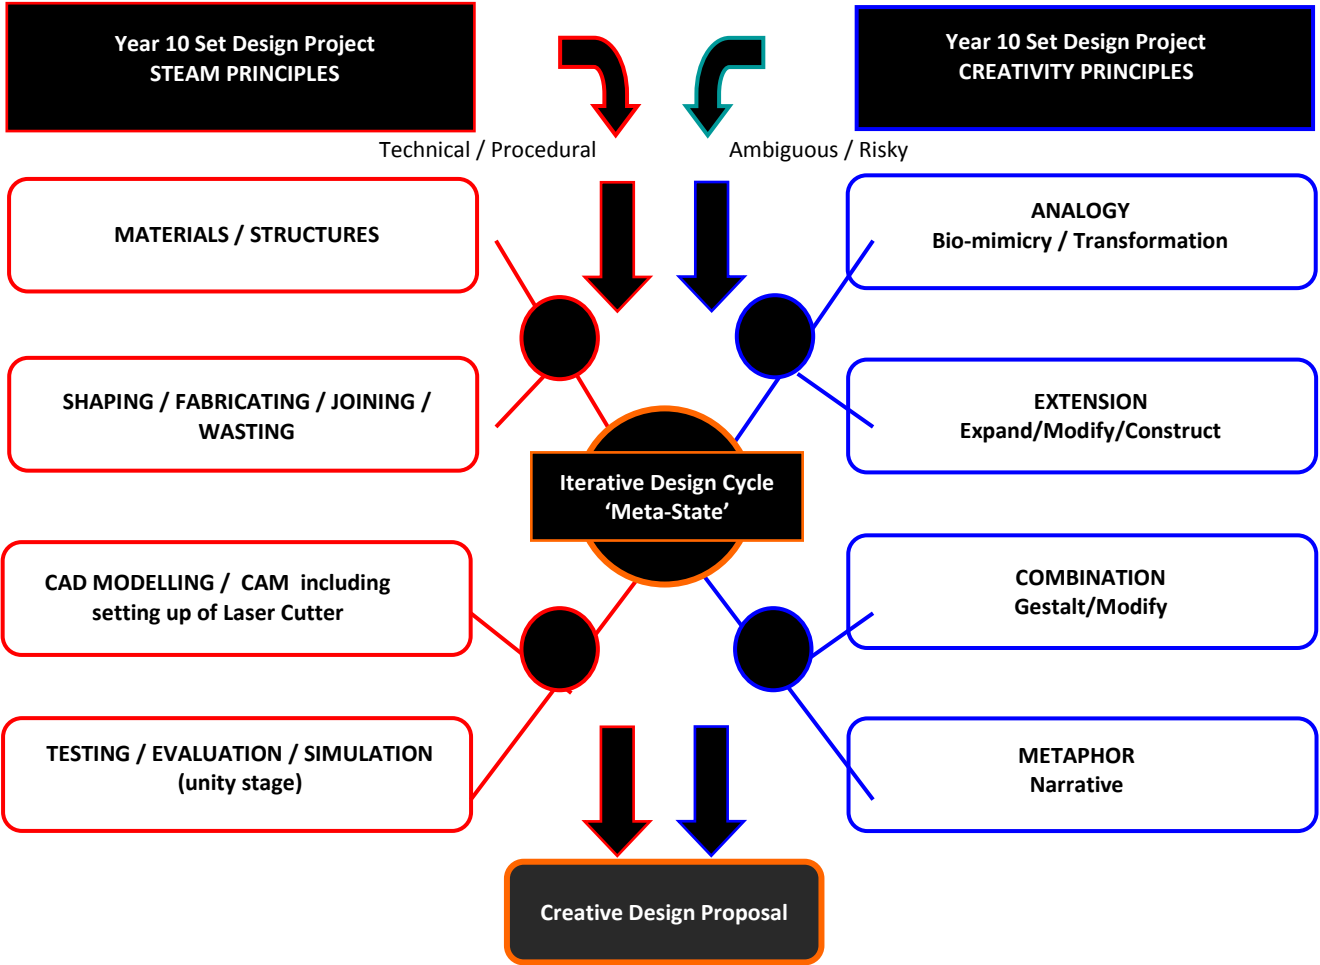 Year 10 Set Design Project
STEAM PRINCIPLES
Year 10 Set Design Project
CREATIVITY PRINCIPLES
Technical / Procedural
Ambiguous / Risky
MATERIALS / STRUCTURES
ANALOGY
Bio-mimicry / Transformation
SHAPING / FABRICATING / JOINING /
WASTING
EXTENSION
Expand/Modify/Construct
Iterative Design Cycle
‘Meta-State’
CAD MODELLING / CAM including
setting up of Laser Cutter
COMBINATION
Gestalt/Modify
TESTING / EVALUATION / SIMULATION
(unity stage)
METAPHOR
Narrative
Creative Design Proposal